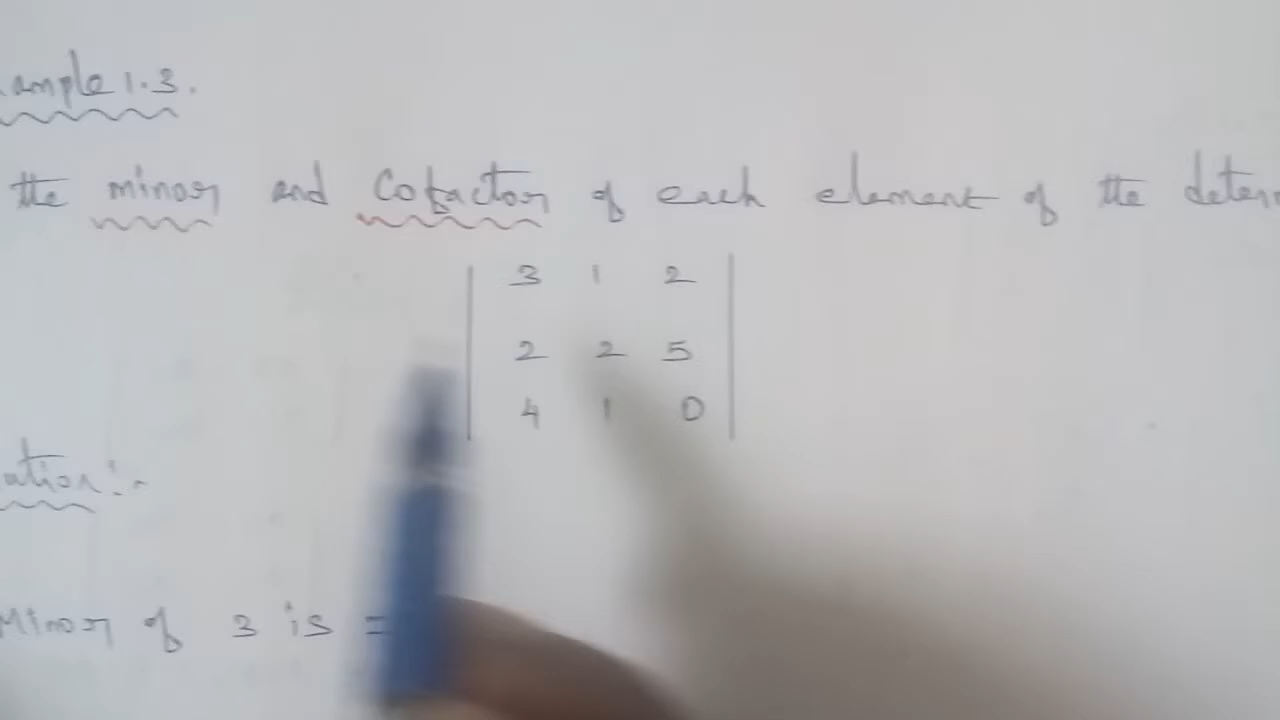 ample 1.3.
the minor and cofactor of each element of the deter
3 1 2
2 2 5
4 1 0
ation:-
Minor of 3 is =